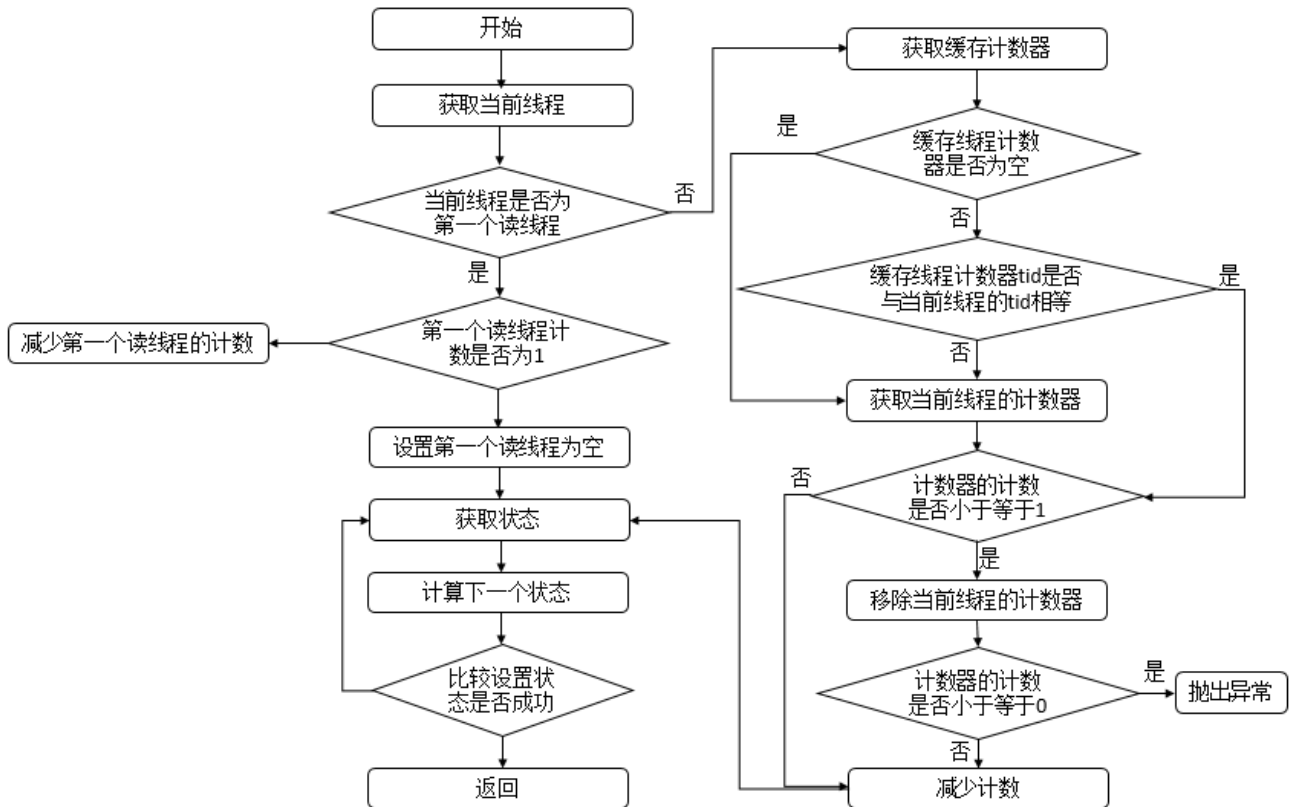 开始
获取当前线程
当前线程是否为
第一个读线程
否
是
第一个读线程计
数是否为1
减少第一个读线程的计数
设置第一个读线程为空
获取状态
计算下一个状态
比较设置状
态是否成功
返回
获取缓存计数器
是
缓存线程计数
器是否为空
否
缓存线程计数器tid是否
与当前线程的tid相等
是
否
获取当前线程的计数器
否
计数器的计数
是否小于等于1
是
移除当前线程的计数器
计数器的计数
是否小于等于0
是
抛出异常
否
减少计数